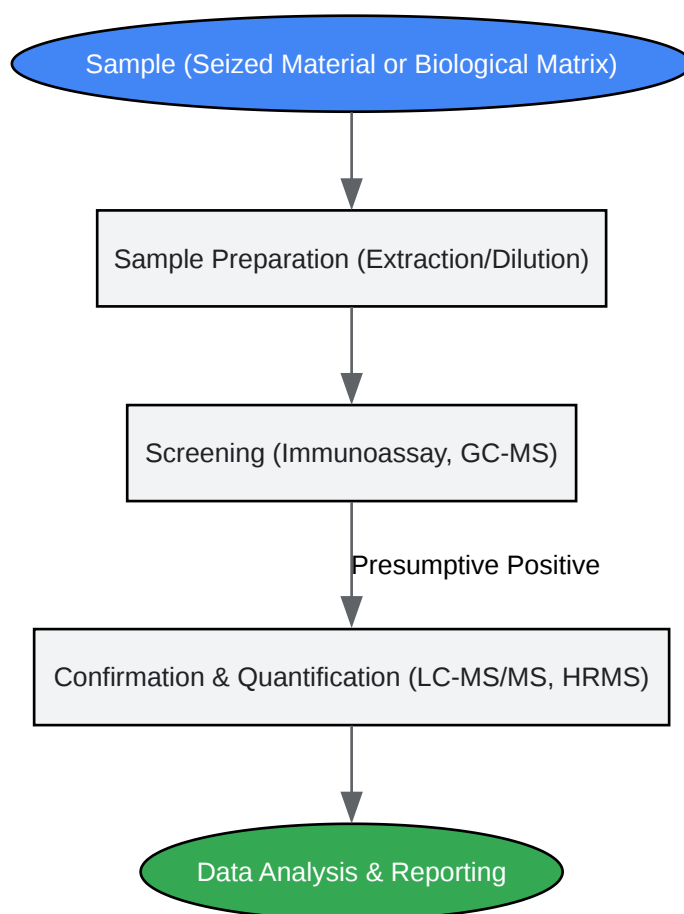 Sample (Seized Material or Biological Matrix)
Sample Preparation (Extraction/Dilution)
Screening (Immunoassay, GC-MS)
Presumptive Positive
Confirmation & Quantification (LC-MS/MS, HRMS)
Data Analysis & Reporting